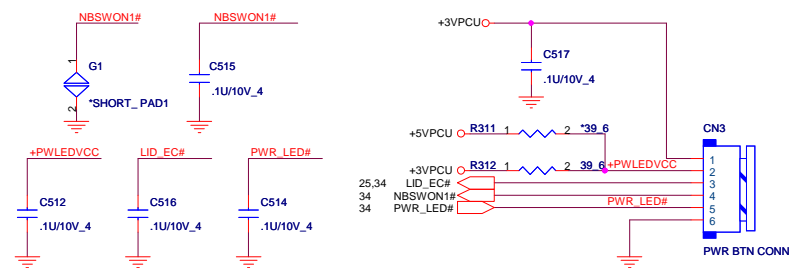 NBSWON1#
NBSWON1#
+3VPCU
1
G1
2
*SHORT_ PAD1
C515
.1U/10V_4
C517
.1U/10V_4
+5VPCU
R311
1
2
*39_6
CN3
+3VPCU
R312
1
2
39_6
+PWLEDVCC
1
2
3
4
5
6
25,34
LID_EC#
34
NBSWON1#
34
PWR_LED#
PWR_LED#
PWR BTN CONN
+PWLEDVCC
LID_EC#
PWR_LED#
C512
.1U/10V_4
C516
.1U/10V_4
C514
.1U/10V_4